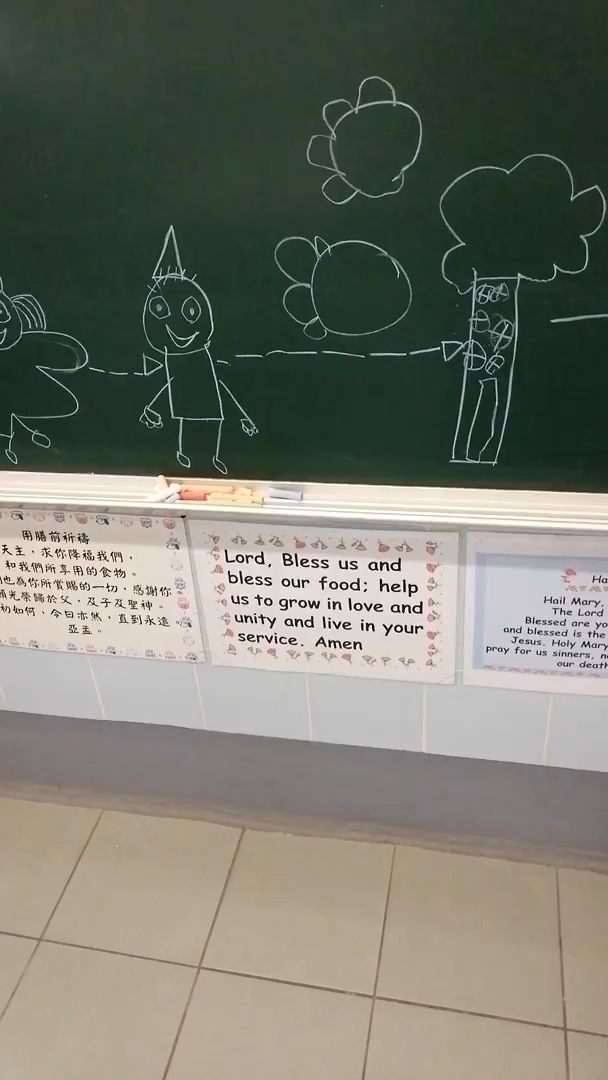 用膳前祈禱
天主，求你降福我們，
和我們所享用的食物。
也為你所賞賜的一切，感謝你
光榮歸於父，及子及聖神。
初如何，今日亦然，直到永遠
亞孟。
Lord, Bless us and
bless our food; help
us to grow in love and
unity and live in your
service. Amen
Hail Mary,
The Lord
Blessed are
and blessed is the
Jesus. Holy Mary
pray for us sinners,
our